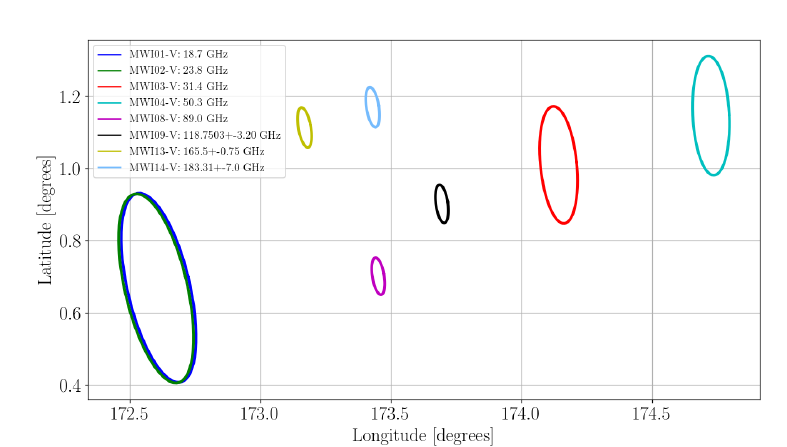 MWI01-V: 18.7 GHz
MWI02-V: 23.8 GHz
MWI03-V: 31.4 GHz
MWI04-V: 50.3 GHz
MWI08-V: 89.0 GHz
MWI09-V: 118.7503+-3.20 GHz
MWI13-V: 165.5+-0.75 GHz
MWI14-V: 183.31+-7.0 GHz
1.2
1.0
0.8
0.6
0.4
Latitude [degrees]
172.5 173.0 173.5 174.0 174.5
Longitude [degrees]